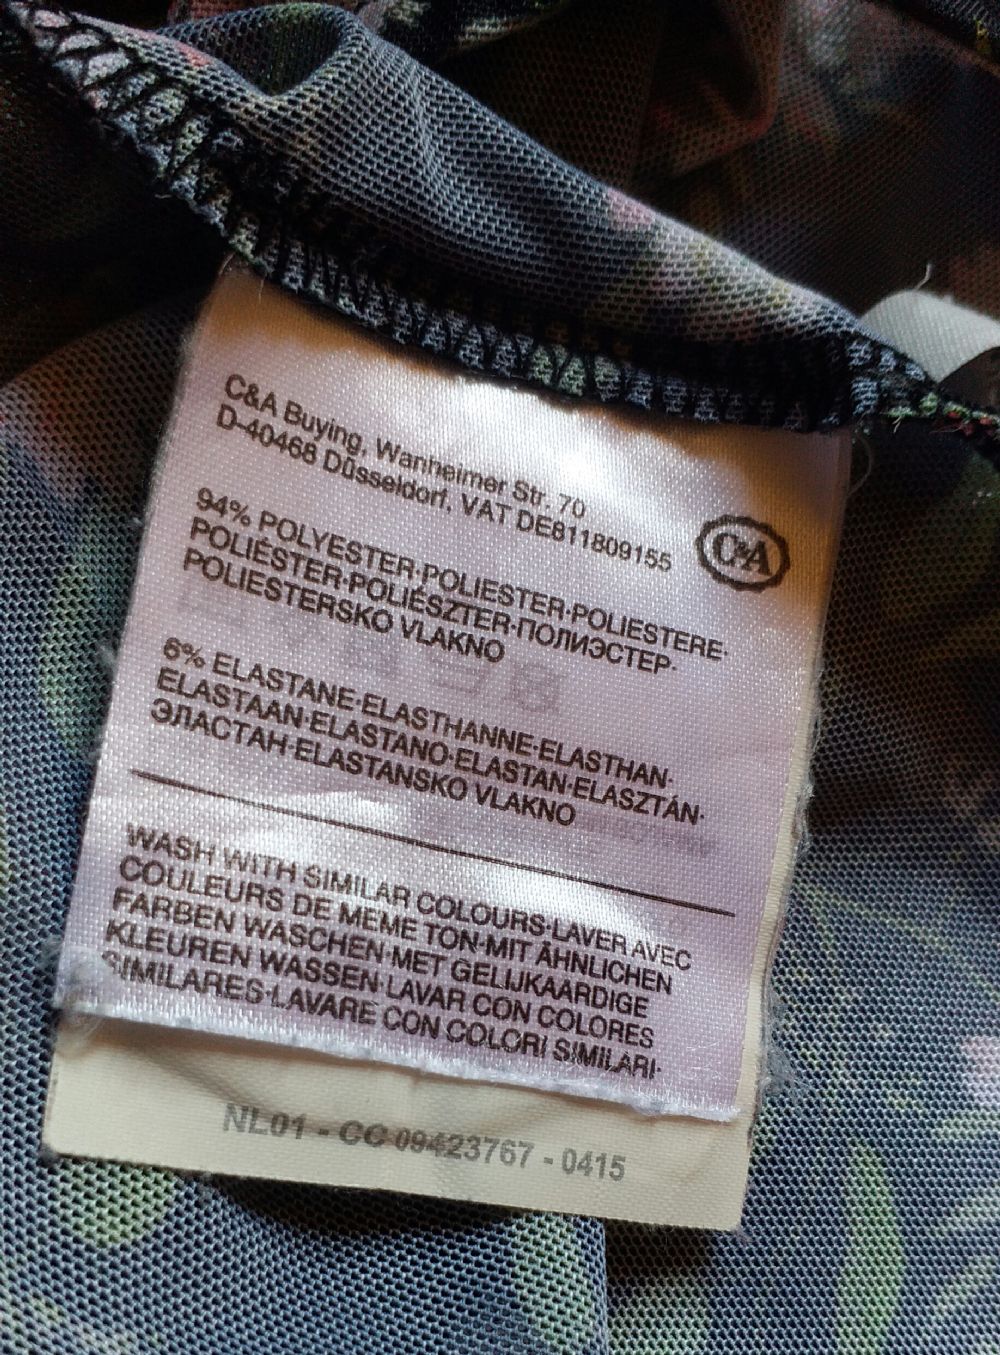 C&A Buying, Wanheimer Str. 70
D-40468 Düsseldorf, VAT DE811809155
C&A
94% POLYESTER·POLIESTER·POLIESTERE·
POLIÉSTER·POLIÉSZTER·ПОЛИЭСТЕР·
POLIESTERSKO VLAKNO
6% ELASTANE·ELASTHANNE·ELASTHAN·
ELASTAAN·ELASTANO·ELASTAN·ELASZTÁN·
ЭЛАСТАН·ELASTANSKO VLAKNO
WASH WITH SIMILAR COLOURS·LAVER AVEC
COULEURS DE MEME TON·MIT ÄHNLICHEN
FARBEN WASCHEN·MET GELIJKAARDIGE
KLEUREN WASSEN·LAVAR CON COLORES
SIMILARES·LAVARE CON COLORI SIMILARI·
NL01 - CC 09423767 - 0415